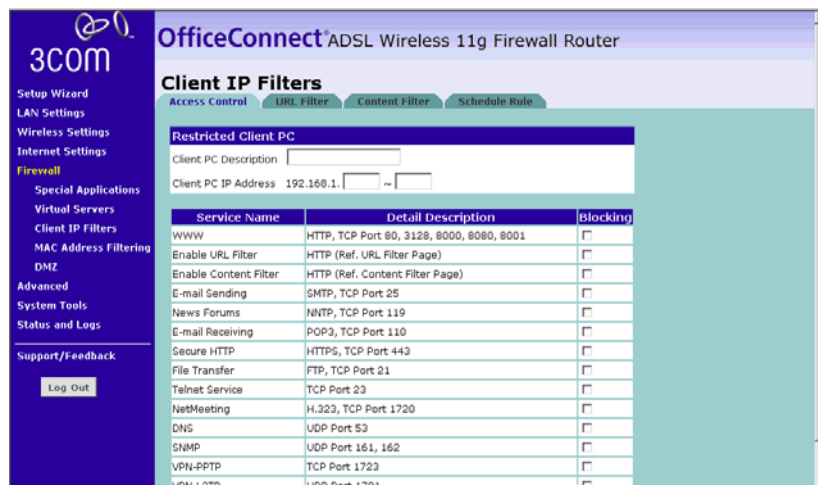 3COM
OfficeConnect® ADSL Wireless 11g Firewall Router
Setup Wizard
LAN Settings
Wireless Settings
Internet Settings
Firewall
Special Applications
Virtual Servers
Client IP Filters
MAC Address Filtering
DMZ
Advanced
System Tools
Status and Logs
Support/Feedback
Log Out
Client IP Filters
Access Control URL Filter Content Filter Schedule Rule
Restricted Client PC
Client PC Description
Client PC IP Address 192.168.1. ~
Service Name Detail Description Blocking
WWW HTTP, TCP Port 80, 3128, 8000, 8080, 8001
Enable URL Filter HTTP (Ref. URL Filter Page)
Enable Content Filter HTTP (Ref. Content Filter Page)
E-mail Sending SMTP, TCP Port 25
News Forums NNTP, TCP Port 119
E-mail Receiving POP3, TCP Port 110
Secure HTTP HTTPS, TCP Port 443
File Transfer FTP, TCP Port 21
Telnet Service TCP Port 23
NetMeeting H.323, TCP Port 1720
DNS UDP Port 53
SNMP UDP Port 161, 162
VPN-PPTP TCP Port 1723
VPN-L2TP UDP Port 1701